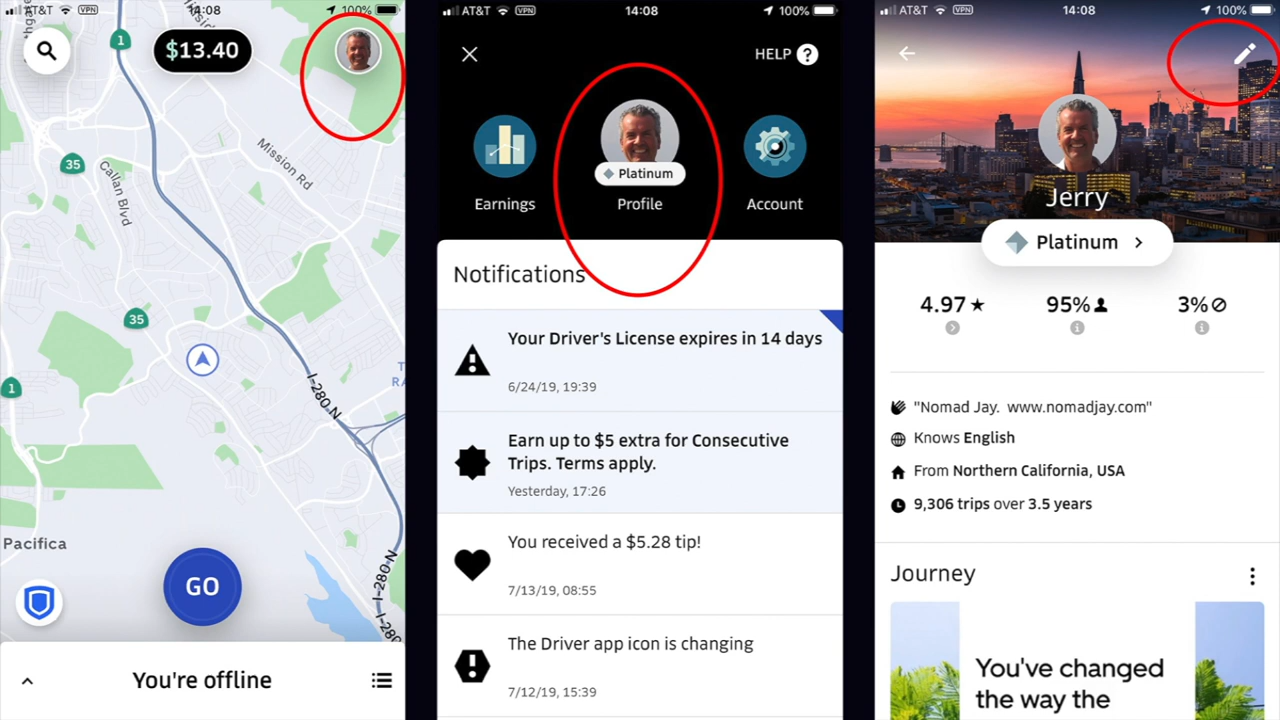 AT&T VPN 14:08 100%
$13.40
1
Mission Rd
35
Callan Blvd
35
1
I-280 N
Pacifica
I-280 N
GO
You're offline
AT&T VPN 14:08 100%
HELP ?
Platinum
Earnings Profile Account
Notifications
Your Driver's License expires in 14 days
6/24/19, 19:39
Earn up to $5 extra for Consecutive
Trips. Terms apply.
Yesterday, 17:26
You received a $5.28 tip!
7/13/19, 08:55
The Driver app icon is changing
7/12/19, 15:39
AT&T VPN 14:08 100%
Jerry
Platinum
4.97 95% 3%
"Nomad Jay. www.nomadjay.com"
Knows English
From Northern California, USA
9,306 trips over 3.5 years
Journey
You've changed
the way the